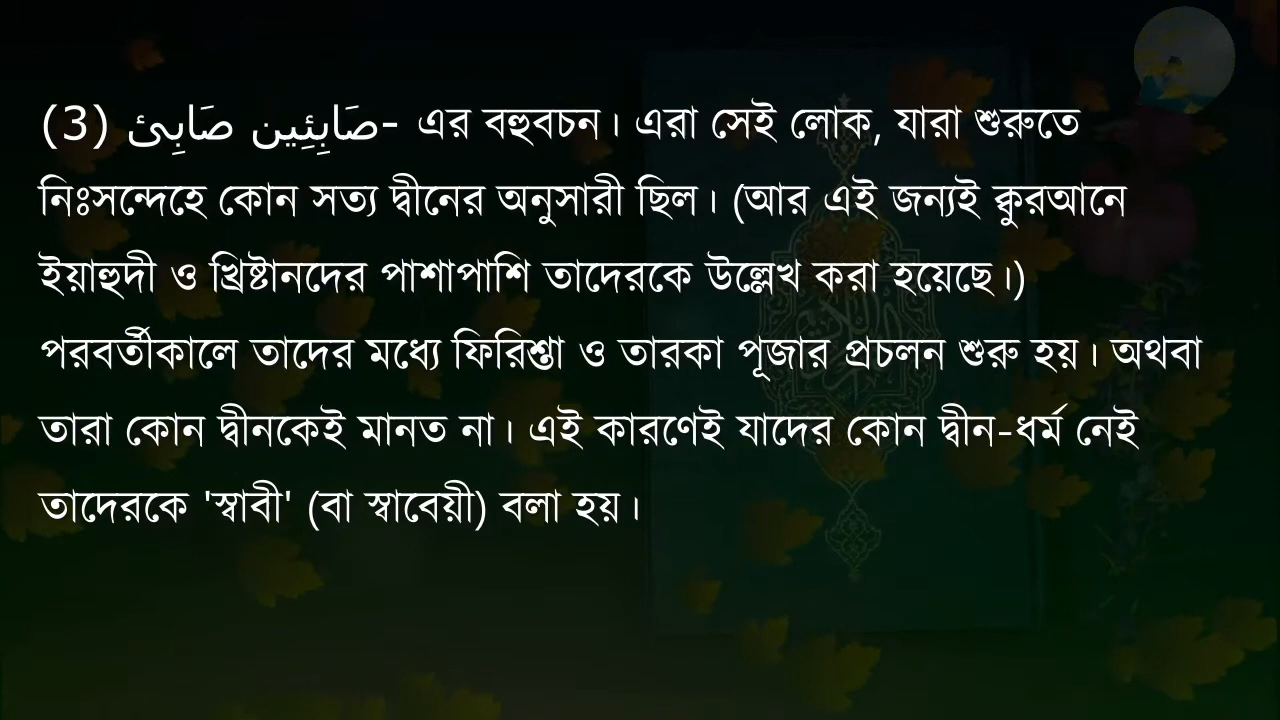 (3) صَابِئِين صَابِئ- এর বহুবচন। এরা সেই লোক, যারা শুরুতে
নিঃসন্দেহে কোন সত্য দ্বীনের অনুসারী ছিল। (আর এই জন্যই ক্বুরআনে
ইয়াহুদী ও খ্রিষ্টানদের পাশাপাশি তাদেরকে উল্লেখ করা হয়েছে।)
পরবর্তীকালে তাদের মধ্যে ফিরিশ্তা ও তারকা পূজার প্রচলন শুরু হয়। অথবা
তারা কোন দ্বীনকেই মানত না। এই কারণেই যাদের কোন দ্বীন-ধর্ম নেই
তাদেরকে 'স্বাবী' (বা স্বাবেয়ী) বলা হয়।